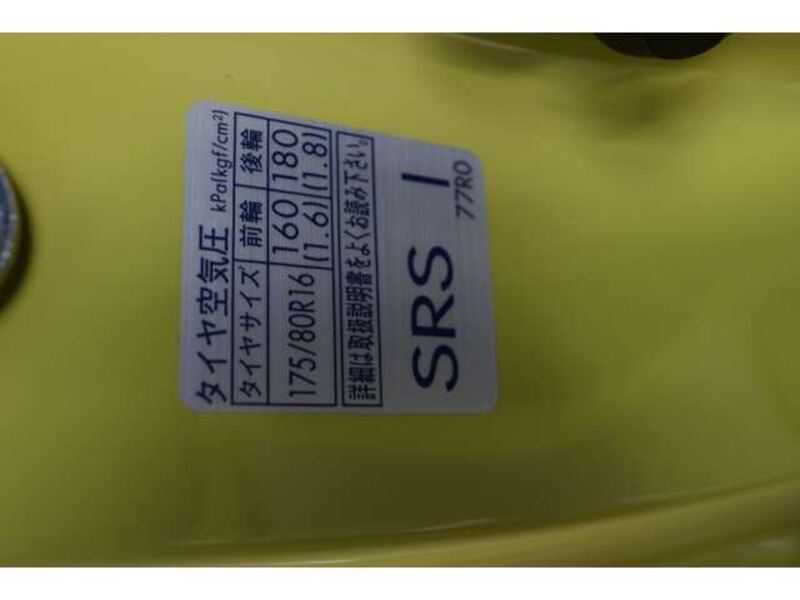 タイヤ空気圧 kPa(kgf/cm²)
タイヤサイズ 前輪 後輪
175/80R16 160 180
(1.6) (1.8)
詳細は取扱説明書をよくお読み下さい。
SRS I
77R0